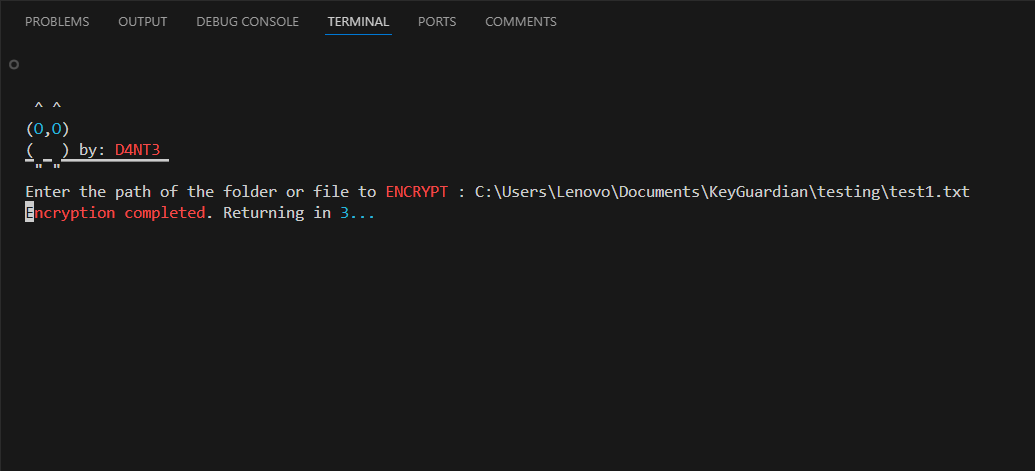 PROBLEMS OUTPUT DEBUG CONSOLE TERMINAL PORTS COMMENTS
^ ^
(O,O)
(   ) by: D4NT3
" "
Enter the path of the folder or file to ENCRYPT : C:\Users\Lenovo\Documents\KeyGuardian\testing\test1.txt
Encryption completed. Returning in 3...